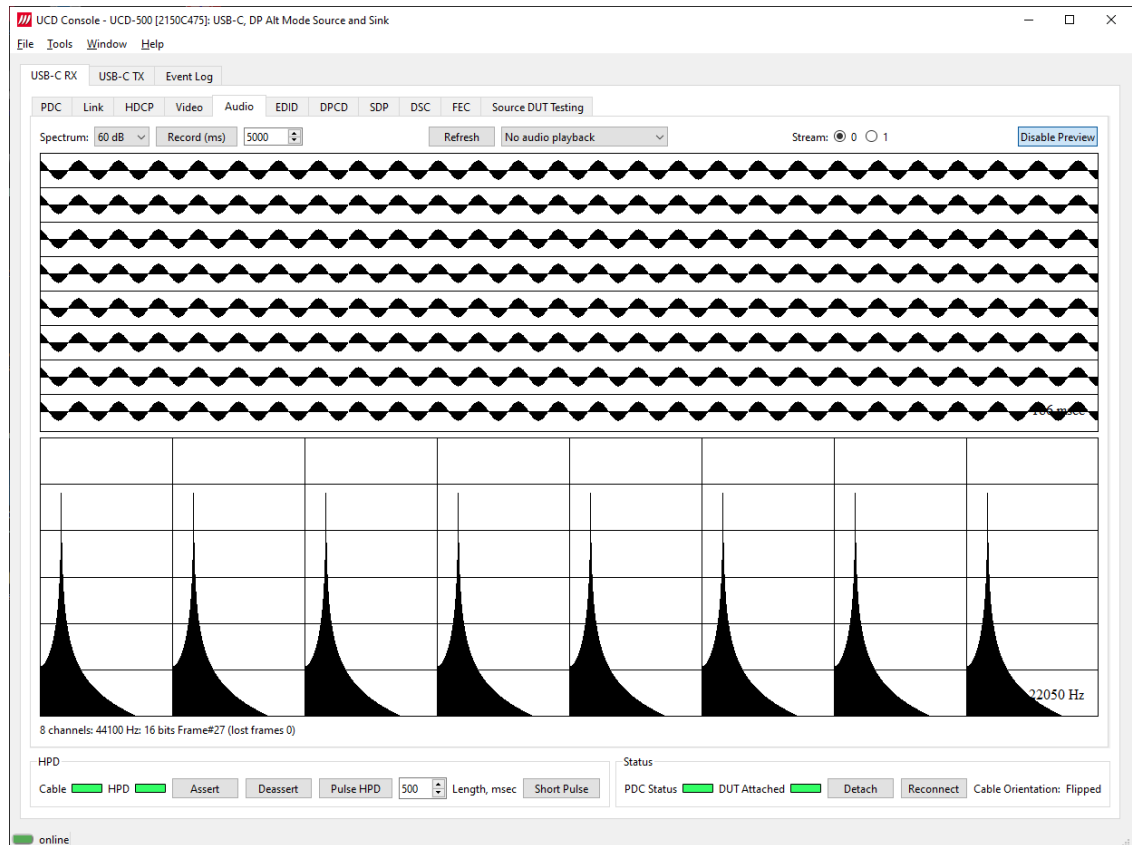 UCD Console - UCD-500 [2150C475]: USB-C, DP Alt Mode Source and Sink
File Tools Window Help
USB-C RX USB-C TX Event Log
PDC Link HDCP Video Audio EDID DPCD SDP DSC FEC Source DUT Testing
Spectrum: 60 dB Record (ms) 5000 Refresh No audio playback Stream: 0 1 Disable Preview
msec
22050 Hz
8 channels: 44100 Hz: 16 bits Frame#27 (lost frames 0)
HPD Status
Cable HPD Assert Deassert Pulse HPD 500 Length, msec Short Pulse PDC Status DUT Attached Detach Reconnect Cable Orientation: Flipped
online